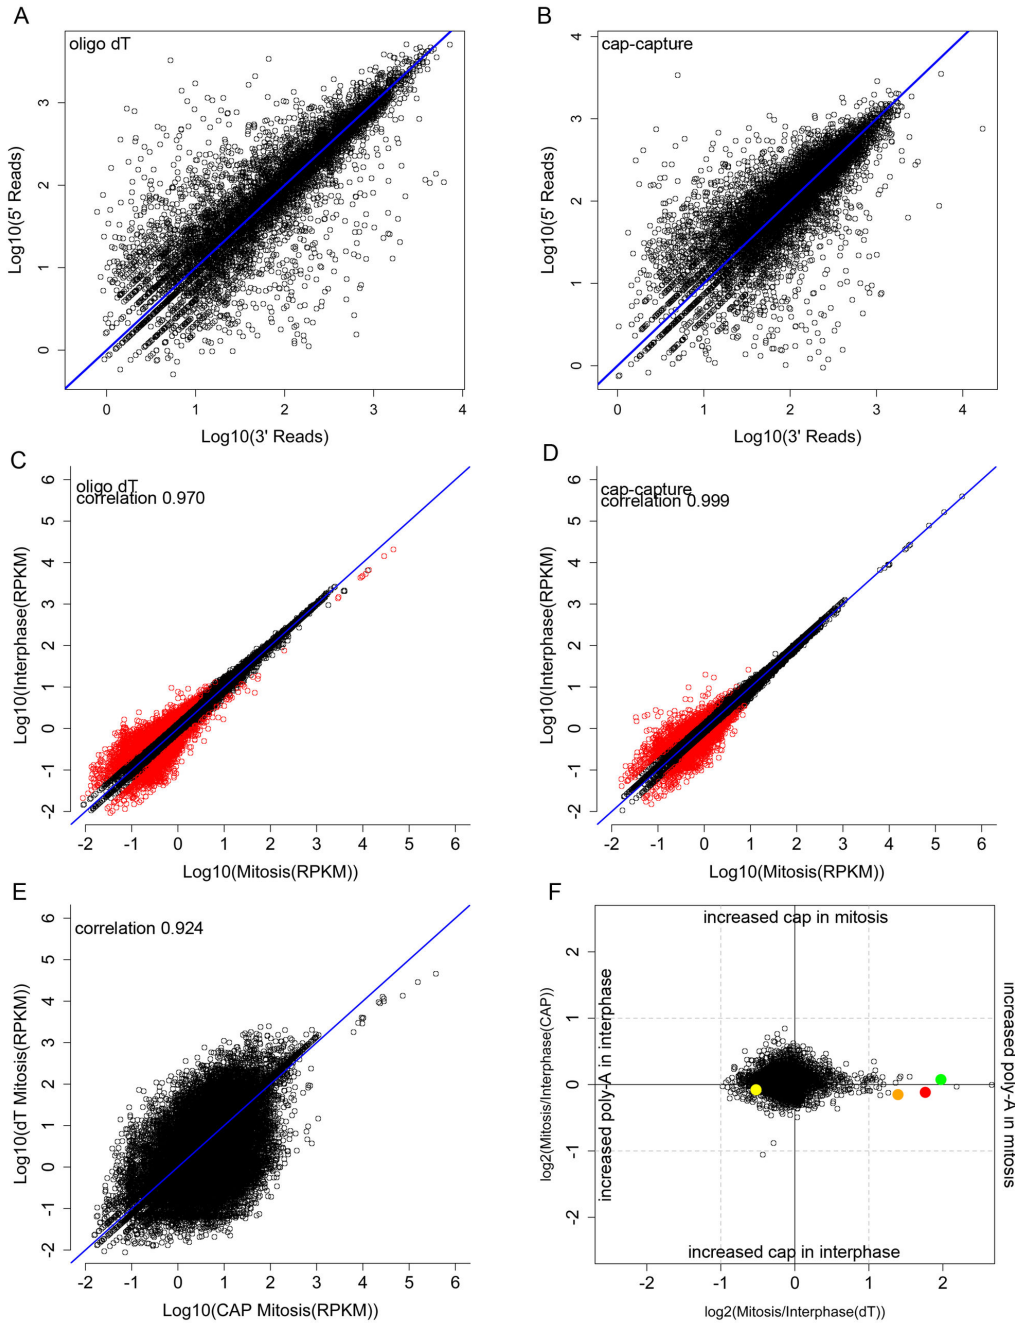 A
oligo dT
Log10(5' Reads)
3
2
1
0
0 1 2 3 4
Log10(3' Reads)
B
cap-capture
Log10(5' Reads)
4
3
2
1
0
0 1 2 3 4
Log10(3' Reads)
C
oligo dT
correlation 0.970
Log10(Interphase(RPKM)
6
5
4
3
2
1
0
-1
-2
-2 -1 0 1 2 3 4 5 6
Log10(Mitosis(RPKM))
D
cap-capture
correlation 0.999
Log10(Interphase(RPKM)
6
5
4
3
2
1
0
-1
-2
-2 -1 0 1 2 3 4 5 6
Log10(Mitosis(RPKM))
E
correlation 0.924
Log10(dT Mitosis(RPKM))
6
5
4
3
2
1
0
-1
-2
-2 -1 0 1 2 3 4 5 6
Log10(CAP Mitosis(RPKM))
F
increased cap in mitosis
log2(Mitosis/Interphase(CAP))
2
1
0
-1
-2
increased poly-A in interphase
increased poly-A in mitosis
increased cap in interphase
-2 -1 0 1 2
log2(Mitosis/Interphase(dT))